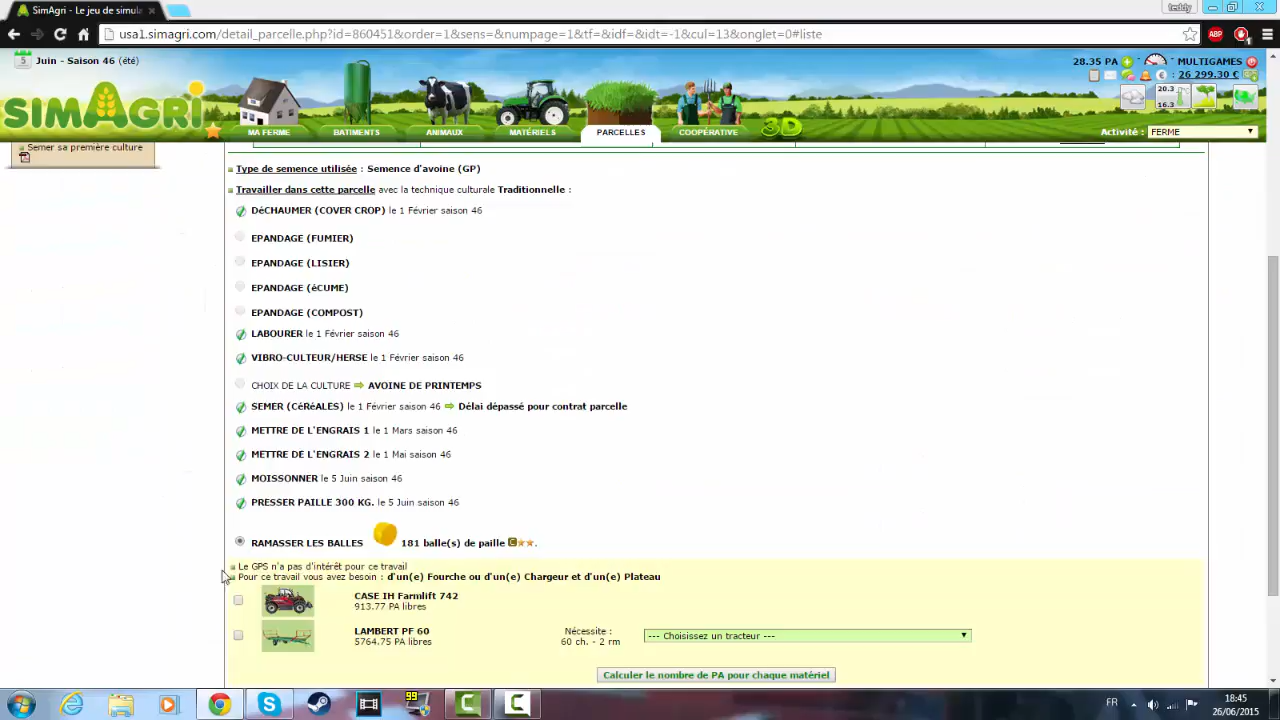 SimAgri - Le jeu de simula
teddy
usa1.simagri.com/detail_parcelle.php?id=860451&order=1&sens=&numpage=1&tf=&idf=&idt=-1&cul=13&onglet=0#liste
ABP
1
5 Juin - Saison 46 (été)
28.35 PA MULTIGAMES
26 299.30 €
20.3
16.3
SIMAGRI
MA FERME BATIMENTS ANIMAUX MATÉRIELS PARCELLES COOPÉRATIVE 3D
Activité : FERME
Semer sa première culture
Type de semence utilisée : Semence d'avoine (GP)
Travailler dans cette parcelle avec la technique culturale Traditionnelle :
DéCHAUMER (COVER CROP) le 1 Février saison 46
EPANDAGE (FUMIER)
EPANDAGE (LISIER)
EPANDAGE (éCUME)
EPANDAGE (COMPOST)
LABOURER le 1 Février saison 46
VIBRO-CULTEUR/HERSE le 1 Février saison 46
CHOIX DE LA CULTURE AVOINE DE PRINTEMPS
SEMER (CéRéALES) le 1 Février saison 46 Délai dépassé pour contrat parcelle
METTRE DE L'ENGRAIS 1 le 1 Mars saison 46
METTRE DE L'ENGRAIS 2 le 1 Mai saison 46
MOISSONNER le 5 Juin saison 46
PRESSER PAILLE 300 KG. le 5 Juin saison 46
RAMASSER LES BALLES 181 balle(s) de paille C .
Le GPS n'a pas d'intérêt pour ce travail
Pour ce travail vous avez besoin : d'un(e) Fourche ou d'un(e) Chargeur et d'un(e) Plateau
CASE IH Farmlift 742
913.77 PA libres
LAMBERT PF 60 Nécessite : --- Choisissez un tracteur ---
5764.75 PA libres 60 ch. - 2 rm
Calculer le nombre de PA pour chaque matériel
99
FR 18:45
26/06/2015